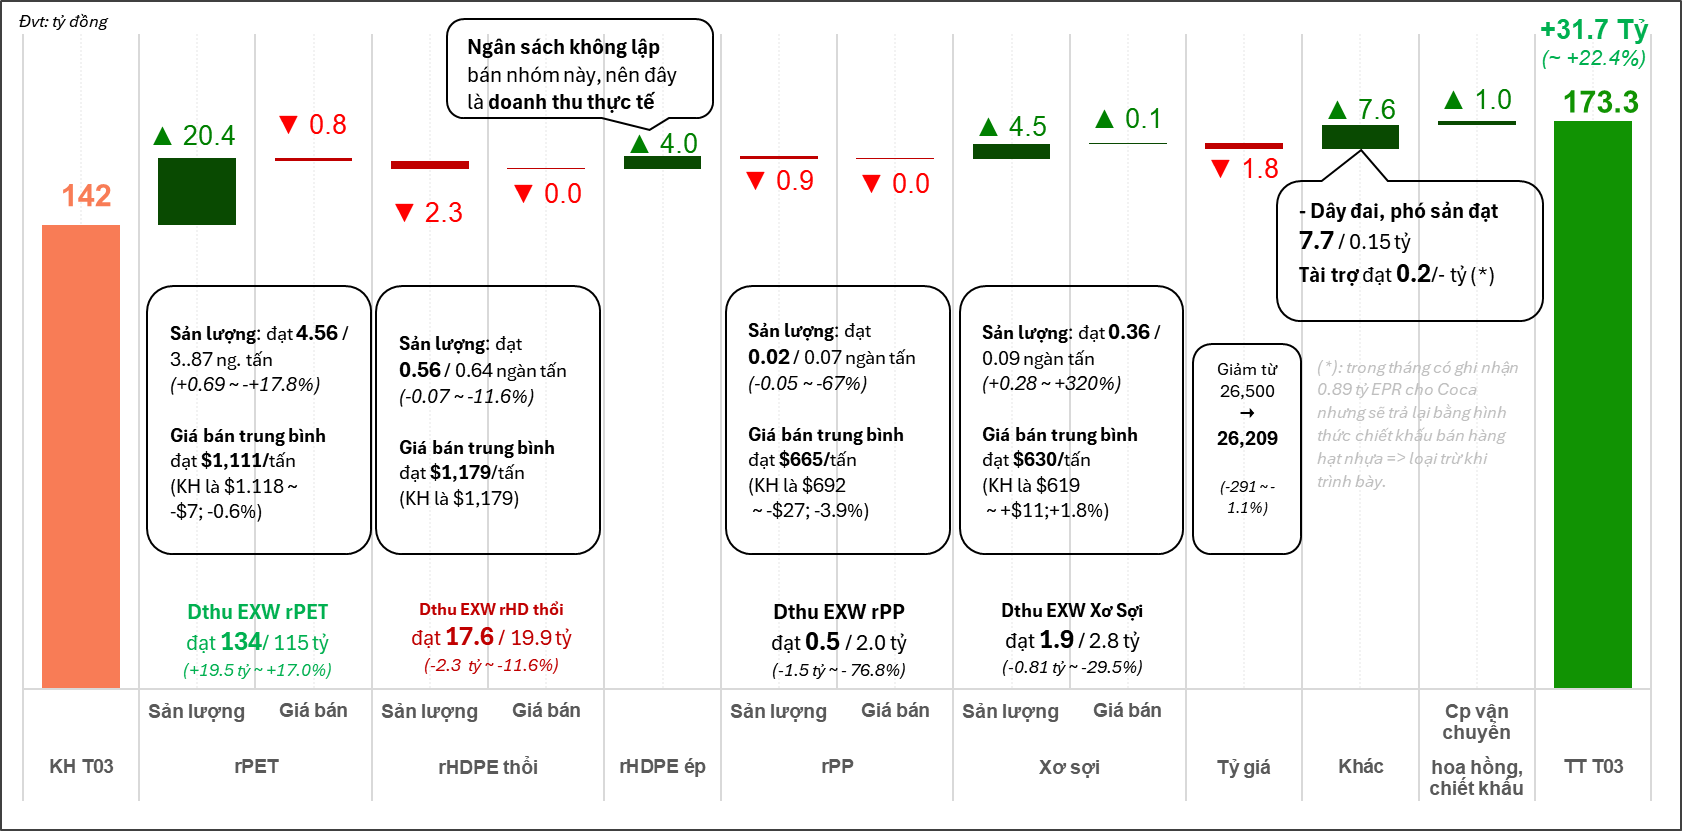 Đvt: tỷ đồng
+31.7 Tỷ
(~ +22.4%)
Ngân sách không lập
bán nhóm này, nên đây
là doanh thu thực tế
142
▲ 20.4
▼ 0.8
▼ 2.3
▼ 0.0
▲ 4.0
▼ 0.9
▼ 0.0
▲ 4.5
▲ 0.1
▼ 1.8
▲ 7.6
▲ 1.0
173.3
- Dây đai, phó sản đạt
7.7 / 0.15 tỷ
Tài trợ đạt 0.2/- tỷ (*)
Sản lượng: đạt 4.56 /
3..87 ng. tấn
(+0.69 ~ -+17.8%)
Giá bán trung bình
đạt $1,111/tấn
(KH là $1.118 ~
-$7; -0.6%)
Sản lượng: đạt
0.56 / 0.64 ngàn tấn
(-0.07 ~ -11.6%)
Giá bán trung bình
đạt $1,179/tấn
(KH là $1,179)
Sản lượng: đạt
0.02 / 0.07 ngàn tấn
(-0.05 ~ -67%)
Giá bán trung bình
đạt $665/tấn
(KH là $692
~ -$27; -3.9%)
Sản lượng: đạt 0.36 /
0.09 ngàn tấn
(+0.28 ~ +320%)
Giá bán trung bình
đạt $630/tấn
(KH là $619
~ +$11;+1.8%)
Giảm từ
26,500
→
26,209
(-291 ~ -
1.1%)
(*): trong tháng có ghi nhận
0.89 tỷ EPR cho Coca
nhưng sẽ trả lại bằng hình
thức chiết khấu bán hàng
hạt nhựa => loại trừ khi
trình bày.
Dthu EXW rPET
đạt 134/ 115 tỷ
(+19.5 tỷ ~ +17.0%)
Dthu EXW rHD thổi
đạt 17.6 / 19.9 tỷ
(-2.3 tỷ ~ -11.6%)
Dthu EXW rPP
đạt 0.5 / 2.0 tỷ
(-1.5 tỷ ~ - 76.8%)
Dthu EXW Xơ Sợi
đạt 1.9 / 2.8 tỷ
(-0.81 tỷ ~ -29.5%)
Sản lượng
Giá bán
Sản lượng
Giá bán
Sản lượng
Giá bán
Sản lượng
Giá bán
Cp vận
chuyển
KH T03
rPET
rHDPE thổi
rHDPE ép
rPP
Xơ sợi
Tỷ giá
Khác
hoa hồng,
chiết khấu
TT T03